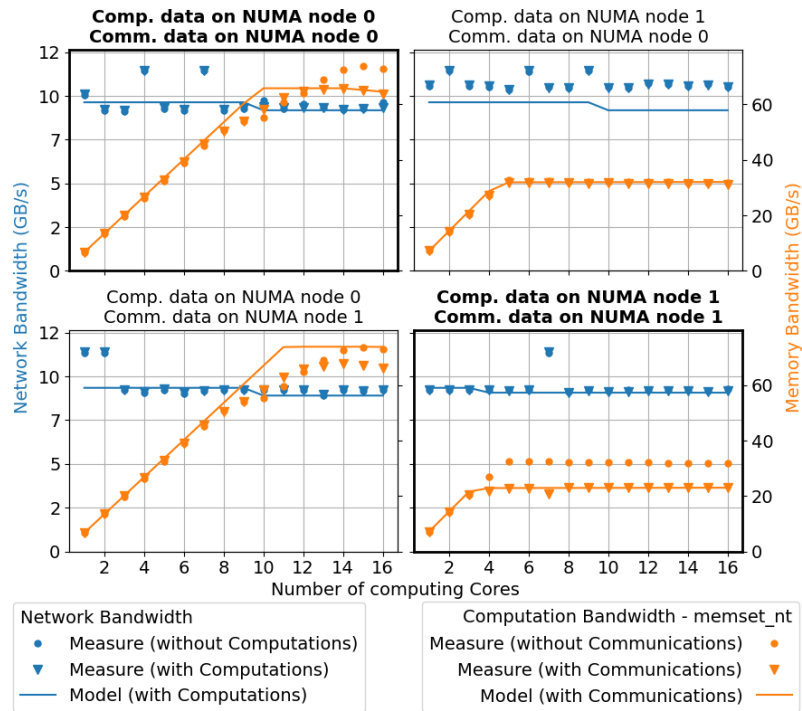 Comp. data on NUMA node 0
Comm. data on NUMA node 0
Comp. data on NUMA node 1
Comm. data on NUMA node 0
12
10
7
5
2
0
60
40
20
0
Comp. data on NUMA node 0
Comm. data on NUMA node 1
Comp. data on NUMA node 1
Comm. data on NUMA node 1
12
10
7
5
2
0
60
40
20
0
2 4 6 8 10 12 14 16
2 4 6 8 10 12 14 16
Network Bandwidth (GB/s)
Memory Bandwidth (GB/s)
Number of computing Cores
Network Bandwidth
Measure (without Computations)
Measure (with Computations)
Model (with Computations)
Computation Bandwidth - memset_nt
Measure (without Communications)
Measure (with Communications)
Model (with Communications)